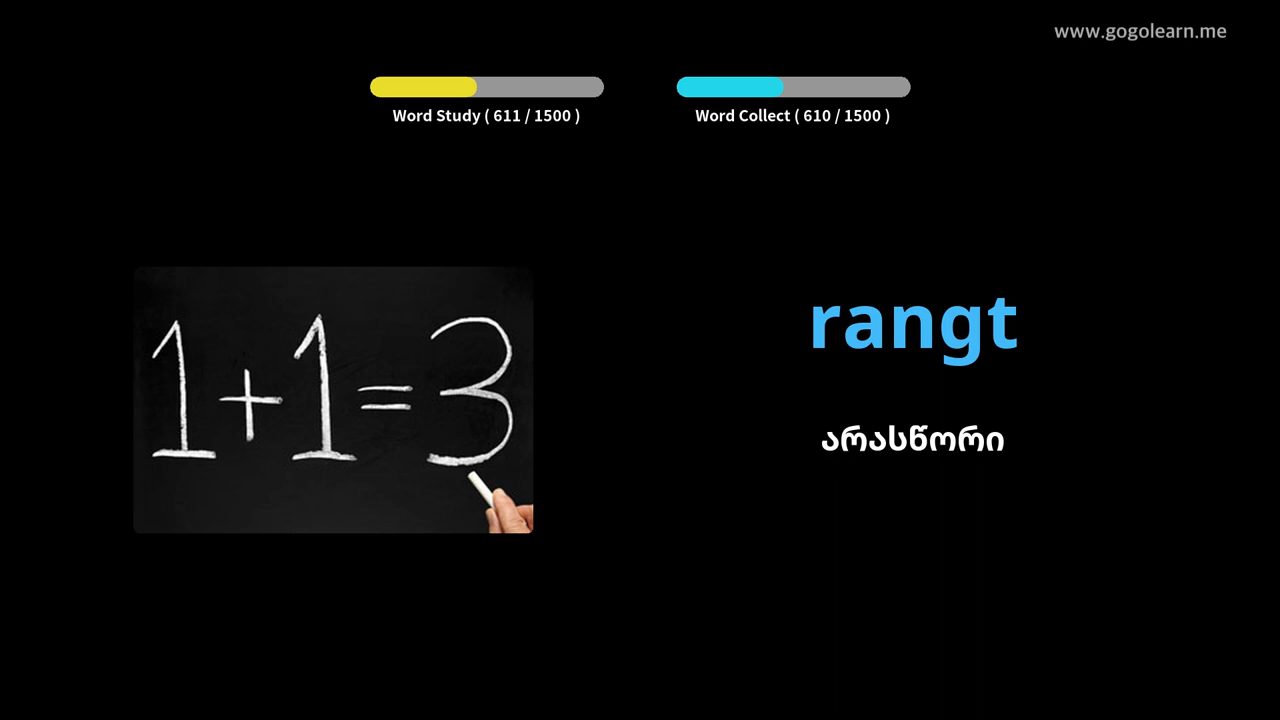 www.gogolearn.me
Word Study ( 611 / 1500 )
Word Collect ( 610 / 1500 )
1+1=3
rangt
არასწორი